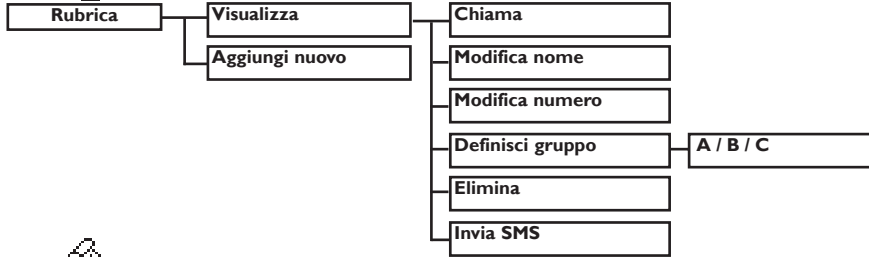 Rubrica
Visualizza
Chiama
Aggiungi nuovo
Modifica nome
Modifica numero
Definisci gruppo
A / B / C
Elimina
Invia SMS